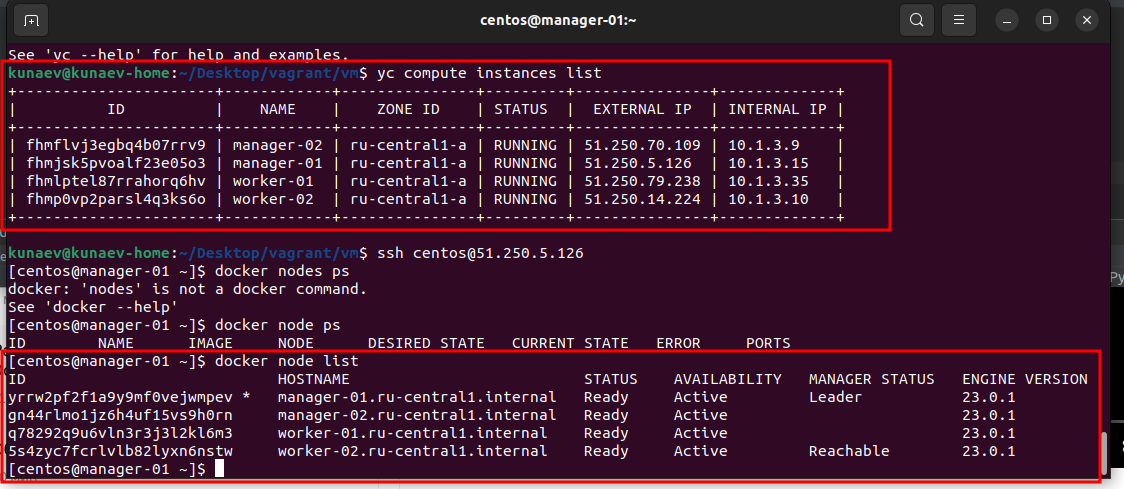 centos@manager-01:~
See 'yc --help' for help and examples.
kunaev@kunaev-home:~/Desktop/vagrant/vm$ yc compute instances list
+----------------------+------------+---------------+---------+---------------+-------------+
| ID | NAME | ZONE ID | STATUS | EXTERNAL IP | INTERNAL IP |
+----------------------+------------+---------------+---------+---------------+-------------+
| fhmflvj3egbq4b07rrv9 | manager-02 | ru-central1-a | RUNNING | 51.250.70.109 | 10.1.3.9 |
| fhmjsk5pvoalf23e05o3 | manager-01 | ru-central1-a | RUNNING | 51.250.5.126 | 10.1.3.15 |
| fhmlptel87rrahorq6hv | worker-01 | ru-central1-a | RUNNING | 51.250.79.238 | 10.1.3.35 |
| fhmp0vp2parsl4q3ks6o | worker-02 | ru-central1-a | RUNNING | 51.250.14.224 | 10.1.3.10 |
+----------------------+------------+---------------+---------+---------------+-------------+
kunaev@kunaev-home:~/Desktop/vagrant/vm$ ssh centos@51.250.5.126
[centos@manager-01 ~]$ docker nodes ps
docker: 'nodes' is not a docker command.
See 'docker --help'
[centos@manager-01 ~]$ docker node ps
ID NAME IMAGE NODE DESIRED STATE CURRENT STATE ERROR PORTS
[centos@manager-01 ~]$ docker node list
ID HOSTNAME STATUS AVAILABILITY MANAGER STATUS ENGINE VERSION
yrrw2pf2f1a9y9mf0vejwmpev * manager-01.ru-central1.internal Ready Active Leader 23.0.1
gn44rlmo1jz6h4uf15vs9h0rn manager-02.ru-central1.internal Ready Active 23.0.1
q78292q9u6vln3r3j3l2kl6m3 worker-01.ru-central1.internal Ready Active 23.0.1
5s4zyc7fcrlvlb82lyxn6nstw worker-02.ru-central1.internal Ready Active Reachable 23.0.1
[centos@manager-01 ~]$